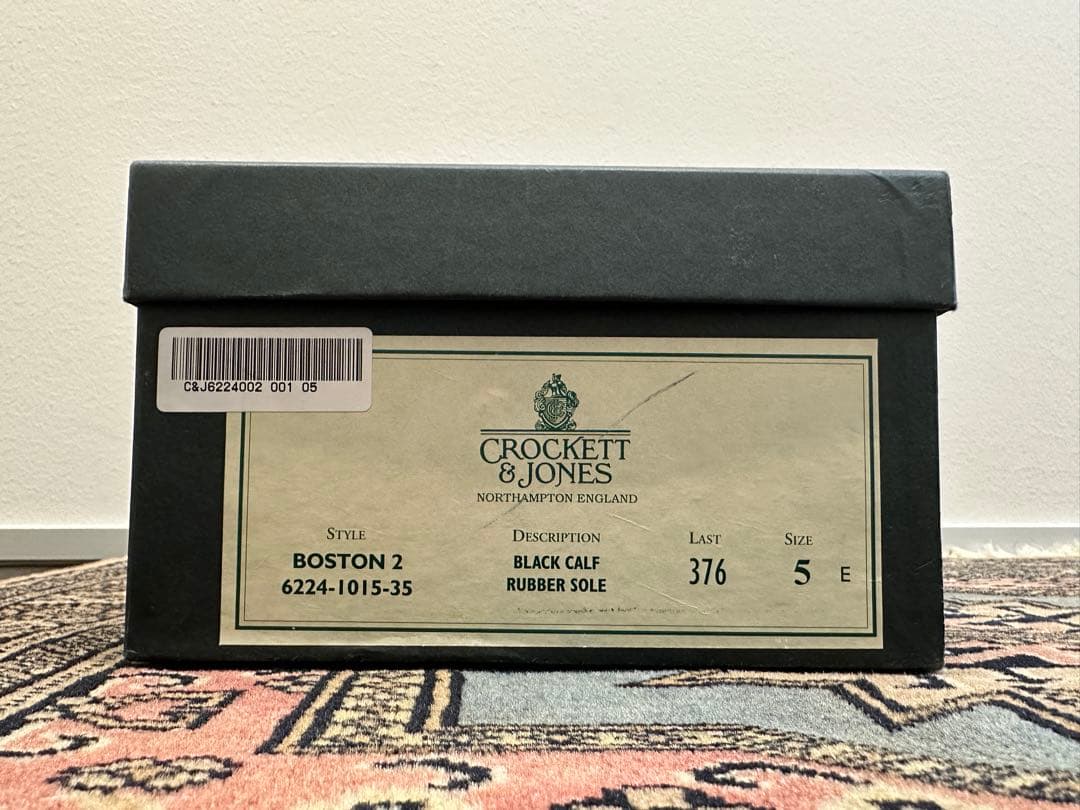 C&J6224002 001 05
CROCKETT
& JONES
NORTHAMPTON ENGLAND
STYLE
BOSTON 2
6224-1015-35
DESCRIPTION
BLACK CALF
RUBBER SOLE
LAST
376
SIZE
5 E